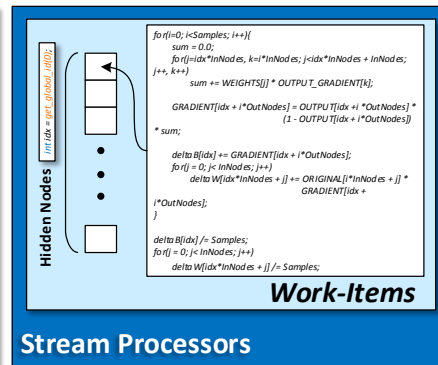 Hidden Nodes
int idx = get_global_id(0);
for(i=0; i<Samples; i++){
sum = 0.0;
for(j=idx*InNodes, k=i*InNodes; j<idx*InNodes + InNodes;
j++, k++)
sum += WEIGHTS[j] * OUTPUT_GRADIENT[k];
GRADIENT[idx + i*OutNodes] = OUTPUT[idx +i *OutNodes] *
(1 - OUTPUT[idx + i*OutNodes])
* sum;
deltaB[idx] += GRADIENT[idx + i*OutNodes];
for(j = 0; j< InNodes; j++)
deltaW[idx*InNodes + j] += ORIGINAL[i*InNodes + j] *
GRADIENT[idx +
i*OutNodes];
}
deltaB[idx] /= Samples;
for(j = 0; j< InNodes; j++)
deltaW[idx*InNodes + j] /= Samples;
Work-Items
Stream Processors